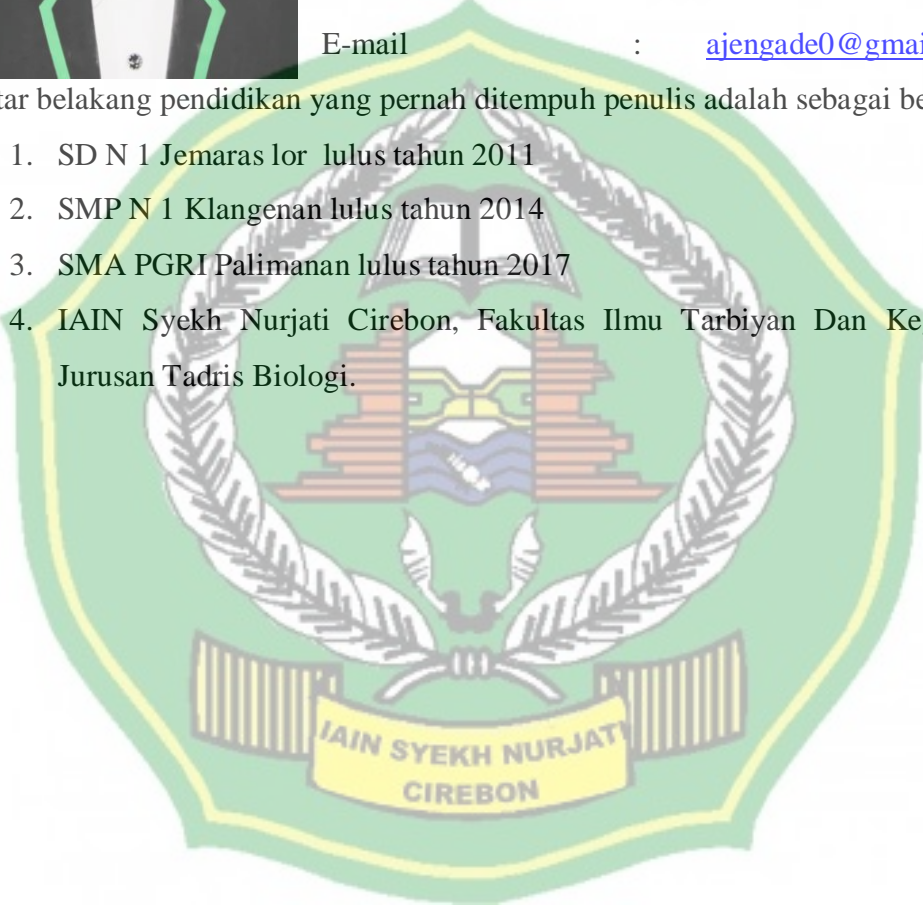 E-mail : ajengade0@gmai
tar belakang pendidikan yang pernah ditempuh penulis adalah sebagai be
1. SD N 1 Jemaras lor lulus tahun 2011
2. SMP N 1 Klangenan lulus tahun 2014
3. SMA PGRI Palimanan lulus tahun 2017
4. IAIN Syekh Nurjati Cirebon, Fakultas Ilmu Tarbiyan Dan Ke
Jurusan Tadris Biologi.
IAIN SYEKH NURJATI
CIREBON